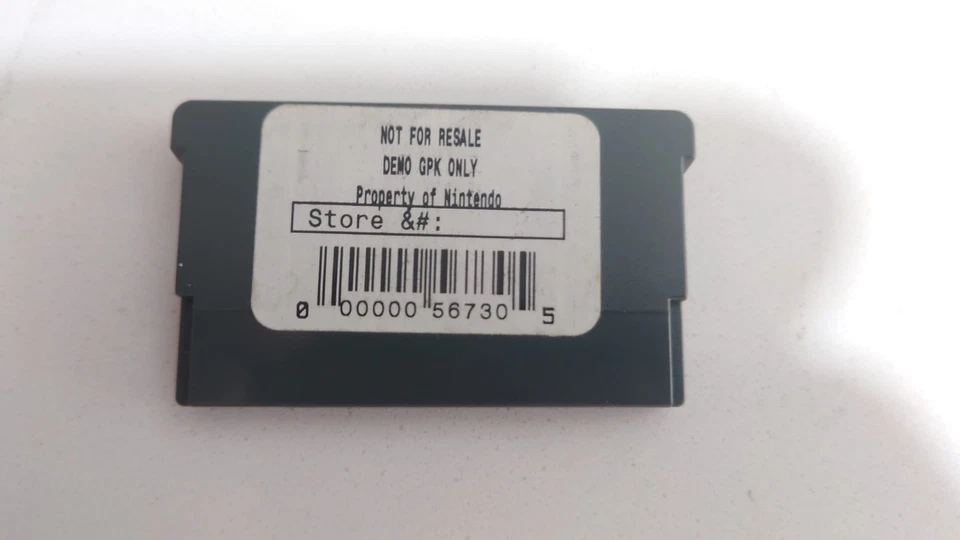 NOT FOR RESALE
DEMO GPK ONLY
Property of Nintendo
Store &#:
0 00000 56730 5